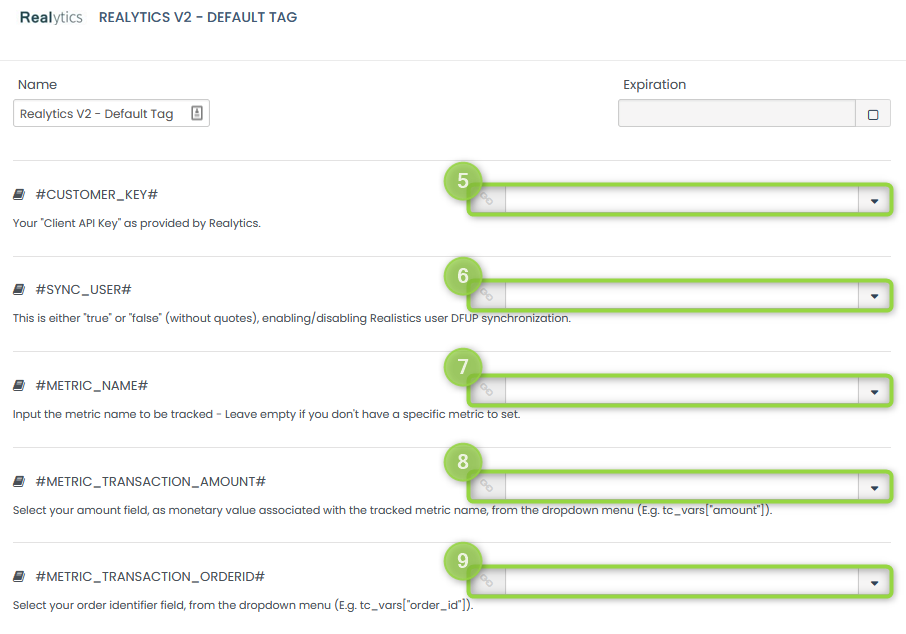 Realytics REALYTICS V2 - DEFAULT TAG
Name
Expiration
Realytics V2 - Default Tag
5
#CUSTOMER_KEY#
Your "Client API Key" as provided by Realytics.
6
#SYNC_USER#
This is either "true" or "false" (without quotes), enabling/disabling Realistics user DFUP synchronization.
7
#METRIC_NAME#
Input the metric name to be tracked - Leave empty if you don't have a specific metric to set.
8
#METRIC_TRANSACTION_AMOUNT#
Select your amount field, as monetary value associated with the tracked metric name, from the dropdown menu (E.g. tc_vars["amount"]).
9
#METRIC_TRANSACTION_ORDERID#
Select your order identifier field, from the dropdown menu (E.g. tc_vars["order_id"]).